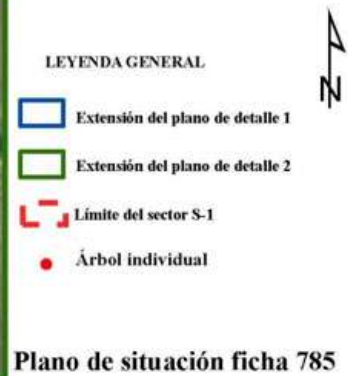 N
LEYENDA GENERAL
Extensión del plano de detalle 1
Extensión del plano de detalle 2
Límite del sector S-1
Árbol individual
Plano de situación ficha 785